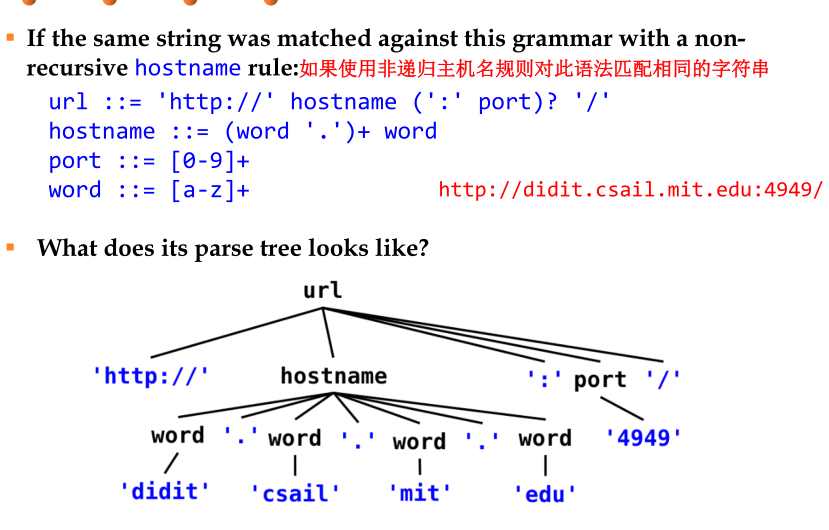 If the same string was matched against this grammar with a non-
recursive hostname rule:如果使用非递归主机名规则对此语法匹配相同的字符串
url ::= 'http://' hostname (':' port)? '/'
hostname ::= (word '.')+ word
port ::= [0-9]+
word ::= [a-z]+ http://didit.csail.mit.edu:4949/
What does its parse tree looks like?
url
'http://' hostname ':' port '/'
word '.' word '.' word '.' word '4949'
'didit' 'csail' 'mit' 'edu'